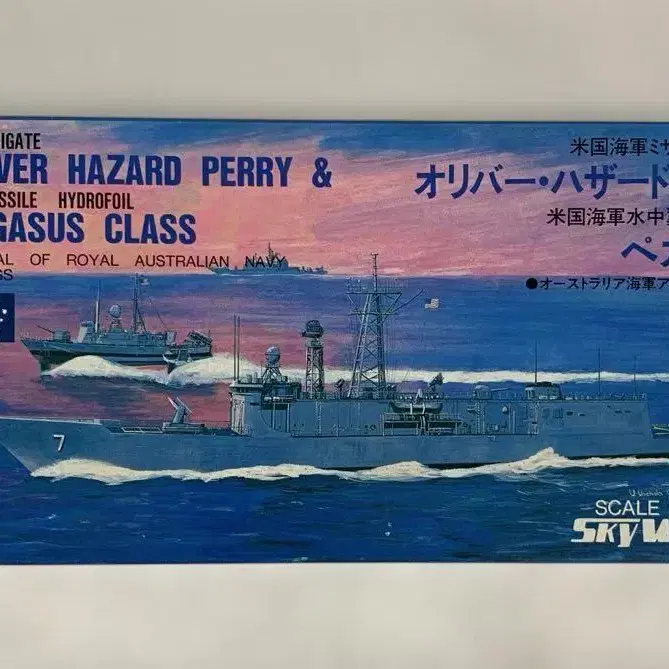 IGATE
VER HAZARD PERRY &
SSILE HYDROFOIL
GASUS CLASS
AL OF ROYAL AUSTRALIAN NAVY
SS
米国海軍ミサ
オリバー・ハザード
米国海軍水中
ペ
●オーストラリア海軍ア
7
SCALE
SKY W